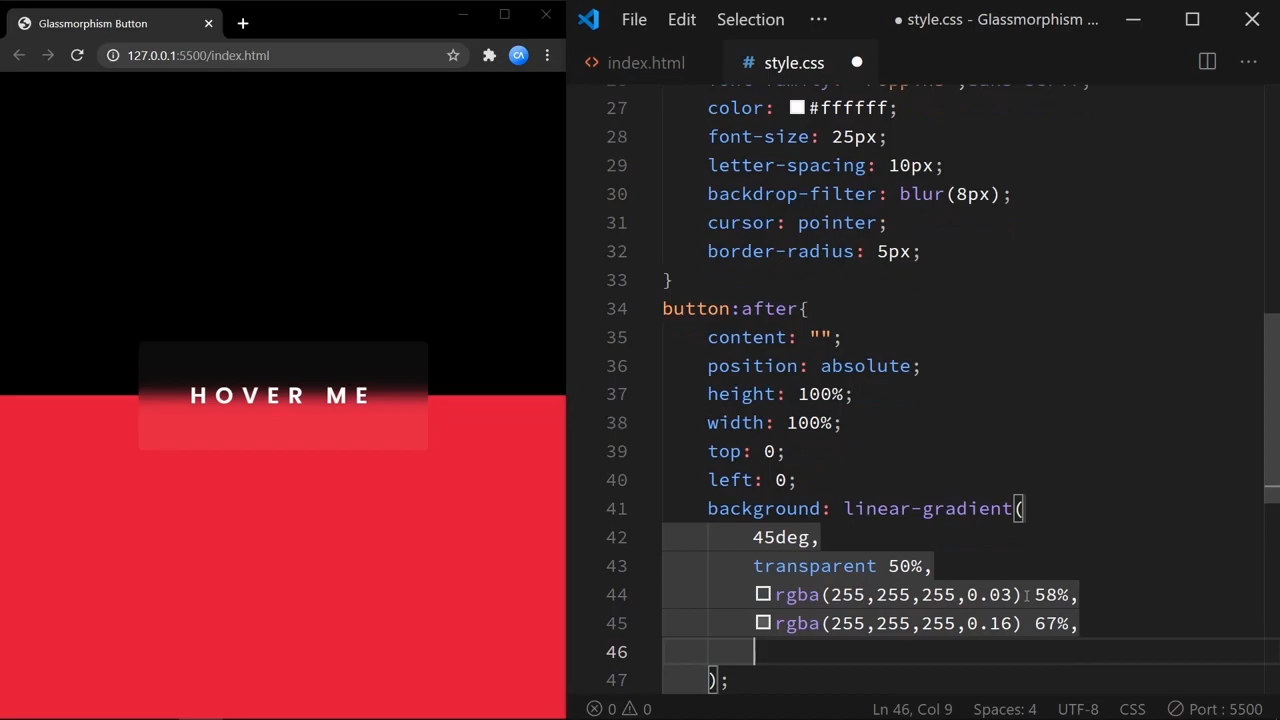 Glassmorphism Button
127.0.0.1:5500/index.html
HOVER ME
File Edit Selection ··· ● style.css - Glassmorphism ...
<> index.html # style.css ●
27 color: #ffffff;
28 font-size: 25px;
29 letter-spacing: 10px;
30 backdrop-filter: blur(8px);
31 cursor: pointer;
32 border-radius: 5px;
33 }
34 button:after{
35 content: "";
36 position: absolute;
37 height: 100%;
38 width: 100%;
39 top: 0;
40 left: 0;
41 background: linear-gradient(
42 45deg,
43 transparent 50%,
44 rgba(255,255,255,0.03) 58%,
45 rgba(255,255,255,0.16) 67%,
46
47 );
0 0 Ln 46, Col 9 Spaces: 4 UTF-8 CSS Port : 5500